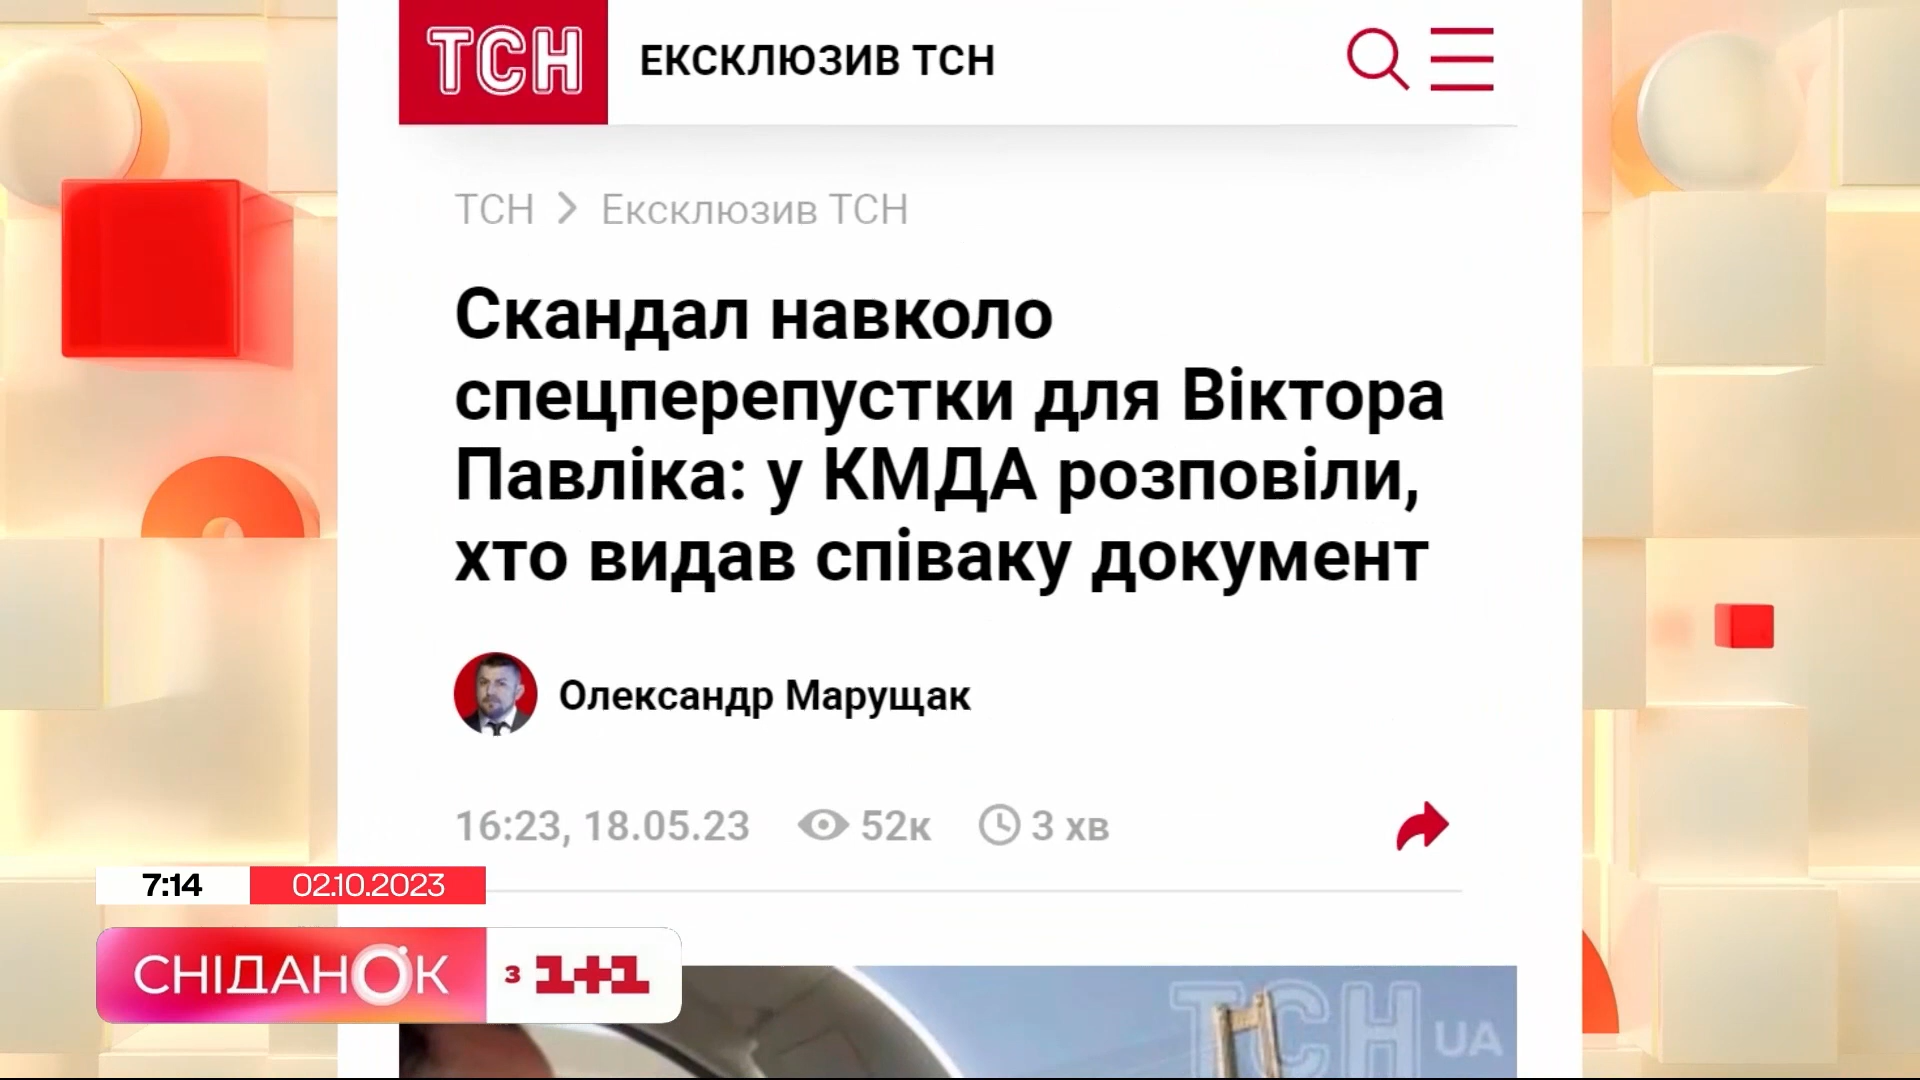 ТСН
ЕКСКЛЮЗИВ ТСН
ТСН > Ексклюзив ТСН
Скандал навколо
спецперепустки для Віктора
Павліка: у КМДА розповіли,
хто видав співаку документ
Олександр Марущак
16:23, 18.05.23 52к 3 хв
7:14 02.10.2023
СНІДАНОК з 1+1
ТСН UA